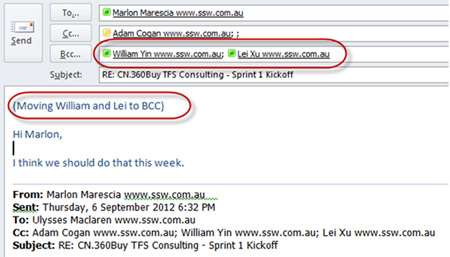 To...
Marlon Marescia www.ssw.com.au
Send
Cc...
Adam Cogan www.ssw.com.au; ;
Bcc...
William Yin www.ssw.com.au; Lei Xu www.ssw.com.au
Subject:
RE: CN.360Buy TFS Consulting - Sprint 1 Kickoff
(Moving William and Lei to BCC)
Hi Marlon,
I think we should do that this week.
From: Marlon Marescia www.ssw.com.au
Sent: Thursday, 6 September 2012 6:32 PM
To: Ulysses Maclaren www.ssw.com.au
Cc: Adam Cogan www.ssw.com.au; William Yin www.ssw.com.au; Lei Xu www.ssw.com.au
Subject: RE: CN.360Buy TFS Consulting - Sprint 1 Kickoff